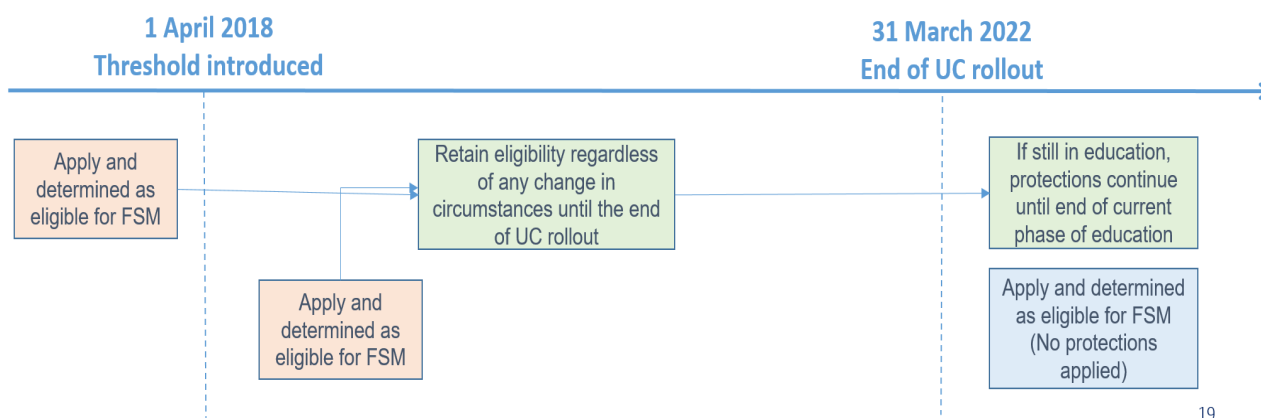 1 April 2018
Threshold introduced
31 March 2022
End of UC rollout
Apply and
determined as
eligible for FSM
Retain eligibility regardless
of any change in
circumstances until the end
of UC rollout
If still in education,
protections continue
until end of current
phase of education
Apply and
determined as
eligible for FSM
Apply and determined
as eligible for FSM
(No protections
applied)
19